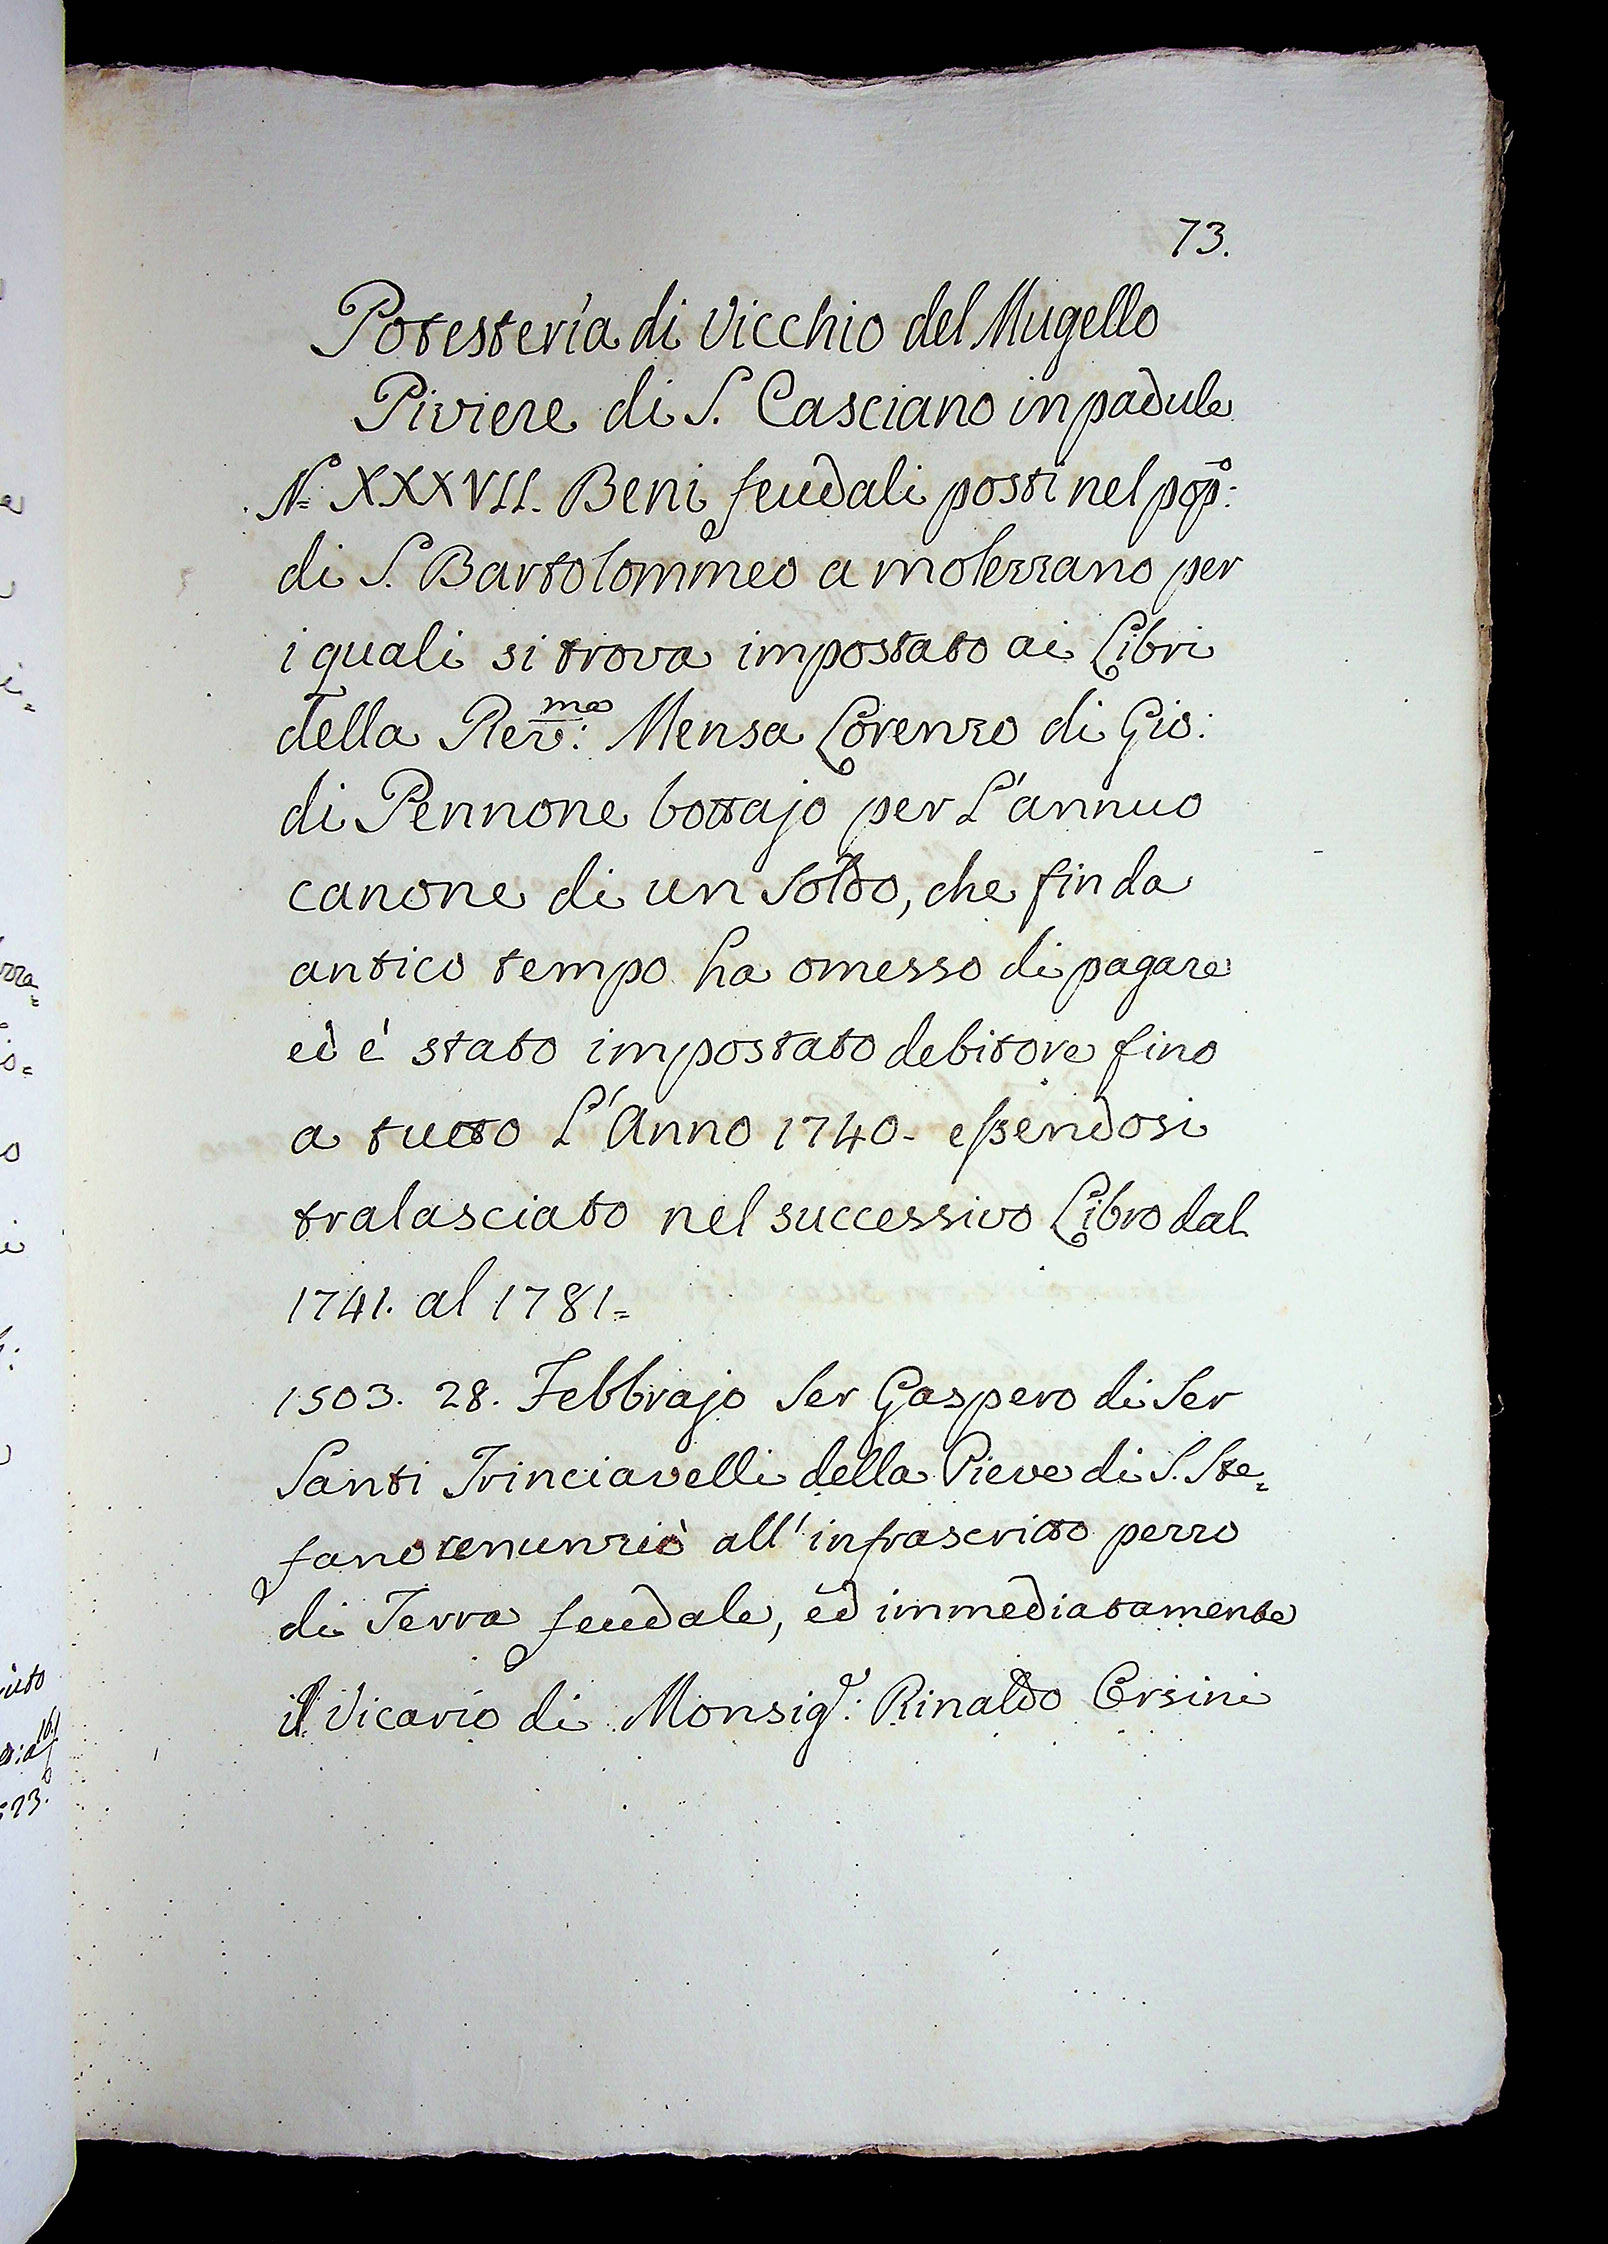 73.
Potestería di Vicchio del Mugello
Piviere di S. Casciano in padule
N.º XXXVII. Beni feudali posti nel pop.º:
di S. Bartolommeo a molezzano per
i quali si trova impostato ai Libri
della Rev:ma Mensa Lorenzo di Gio:
di Pennone bottajo per L'annuo
canone di un Soldo, che fin da
antico tempo ha omesso di pagare
ed é stato impostato debitore fino
a tutto L'Anno 1740- essendosi
tralasciato nel successivo Libro dal
1741. al 1781=
1503. 28. Febbrajo Ser Gaspero di Ser
Santi Trinciavelli della Pieve di S. Ste=
fano renunziò all'infrascritto pezzo
di Terra feudale, ed immediatamente
il Vicario di Monsig.r: Rinaldo Orsini